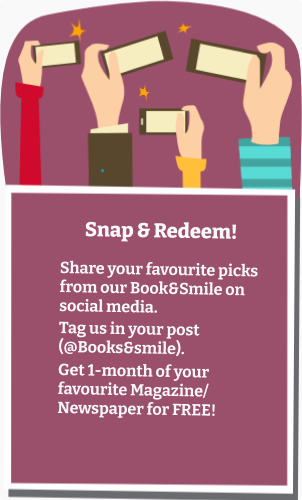 Snap & Redeem!
Share your favourite picks
from our Book&Smile on
social media.
Tag us in your post
(@Books&smile).
Get 1-month of your
favourite Magazine/
Newspaper for FREE!